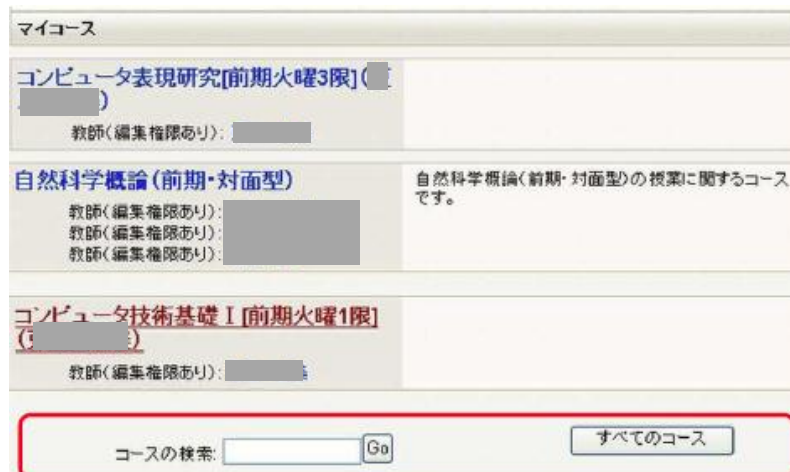 マイコース
コンピュータ表現研究[前期火曜3限](
)
教師(編集権限あり):
自然科学概論(前期・対面型)
自然科学概論(前期・対面型)の授業に関するコース
です。
教師(編集権限あり):
教師(編集権限あり):
教師(編集権限あり):
コンピュータ技術基礎Ⅰ[前期火曜1限]
()
教師(編集権限あり):
コースの検索:
Go
すべてのコース